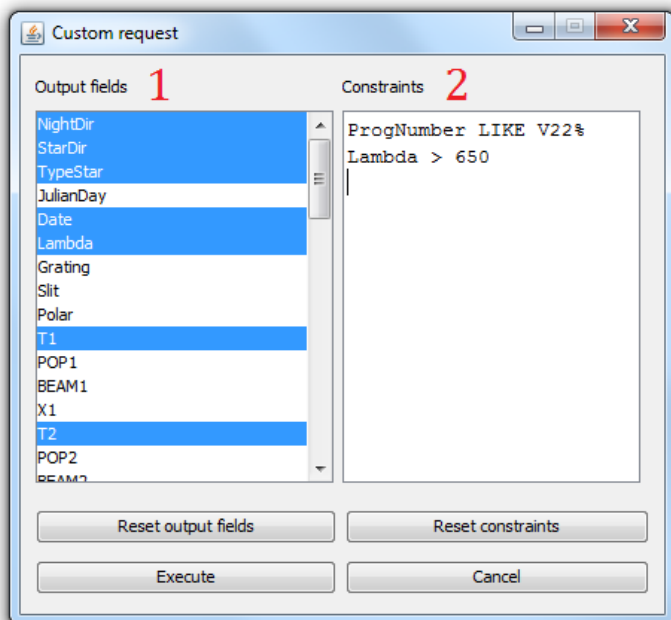 Custom request
Output fields 1
Constraints 2
NightDir
StarDir
TypeStar
JulianDay
Date
Lambda
Grating
Slit
Polar
T1
POP1
BEAM1
X1
T2
POP2
BEAM2
ProgNumber LIKE V22%
Lambda > 650
Reset output fields
Reset constraints
Execute
Cancel